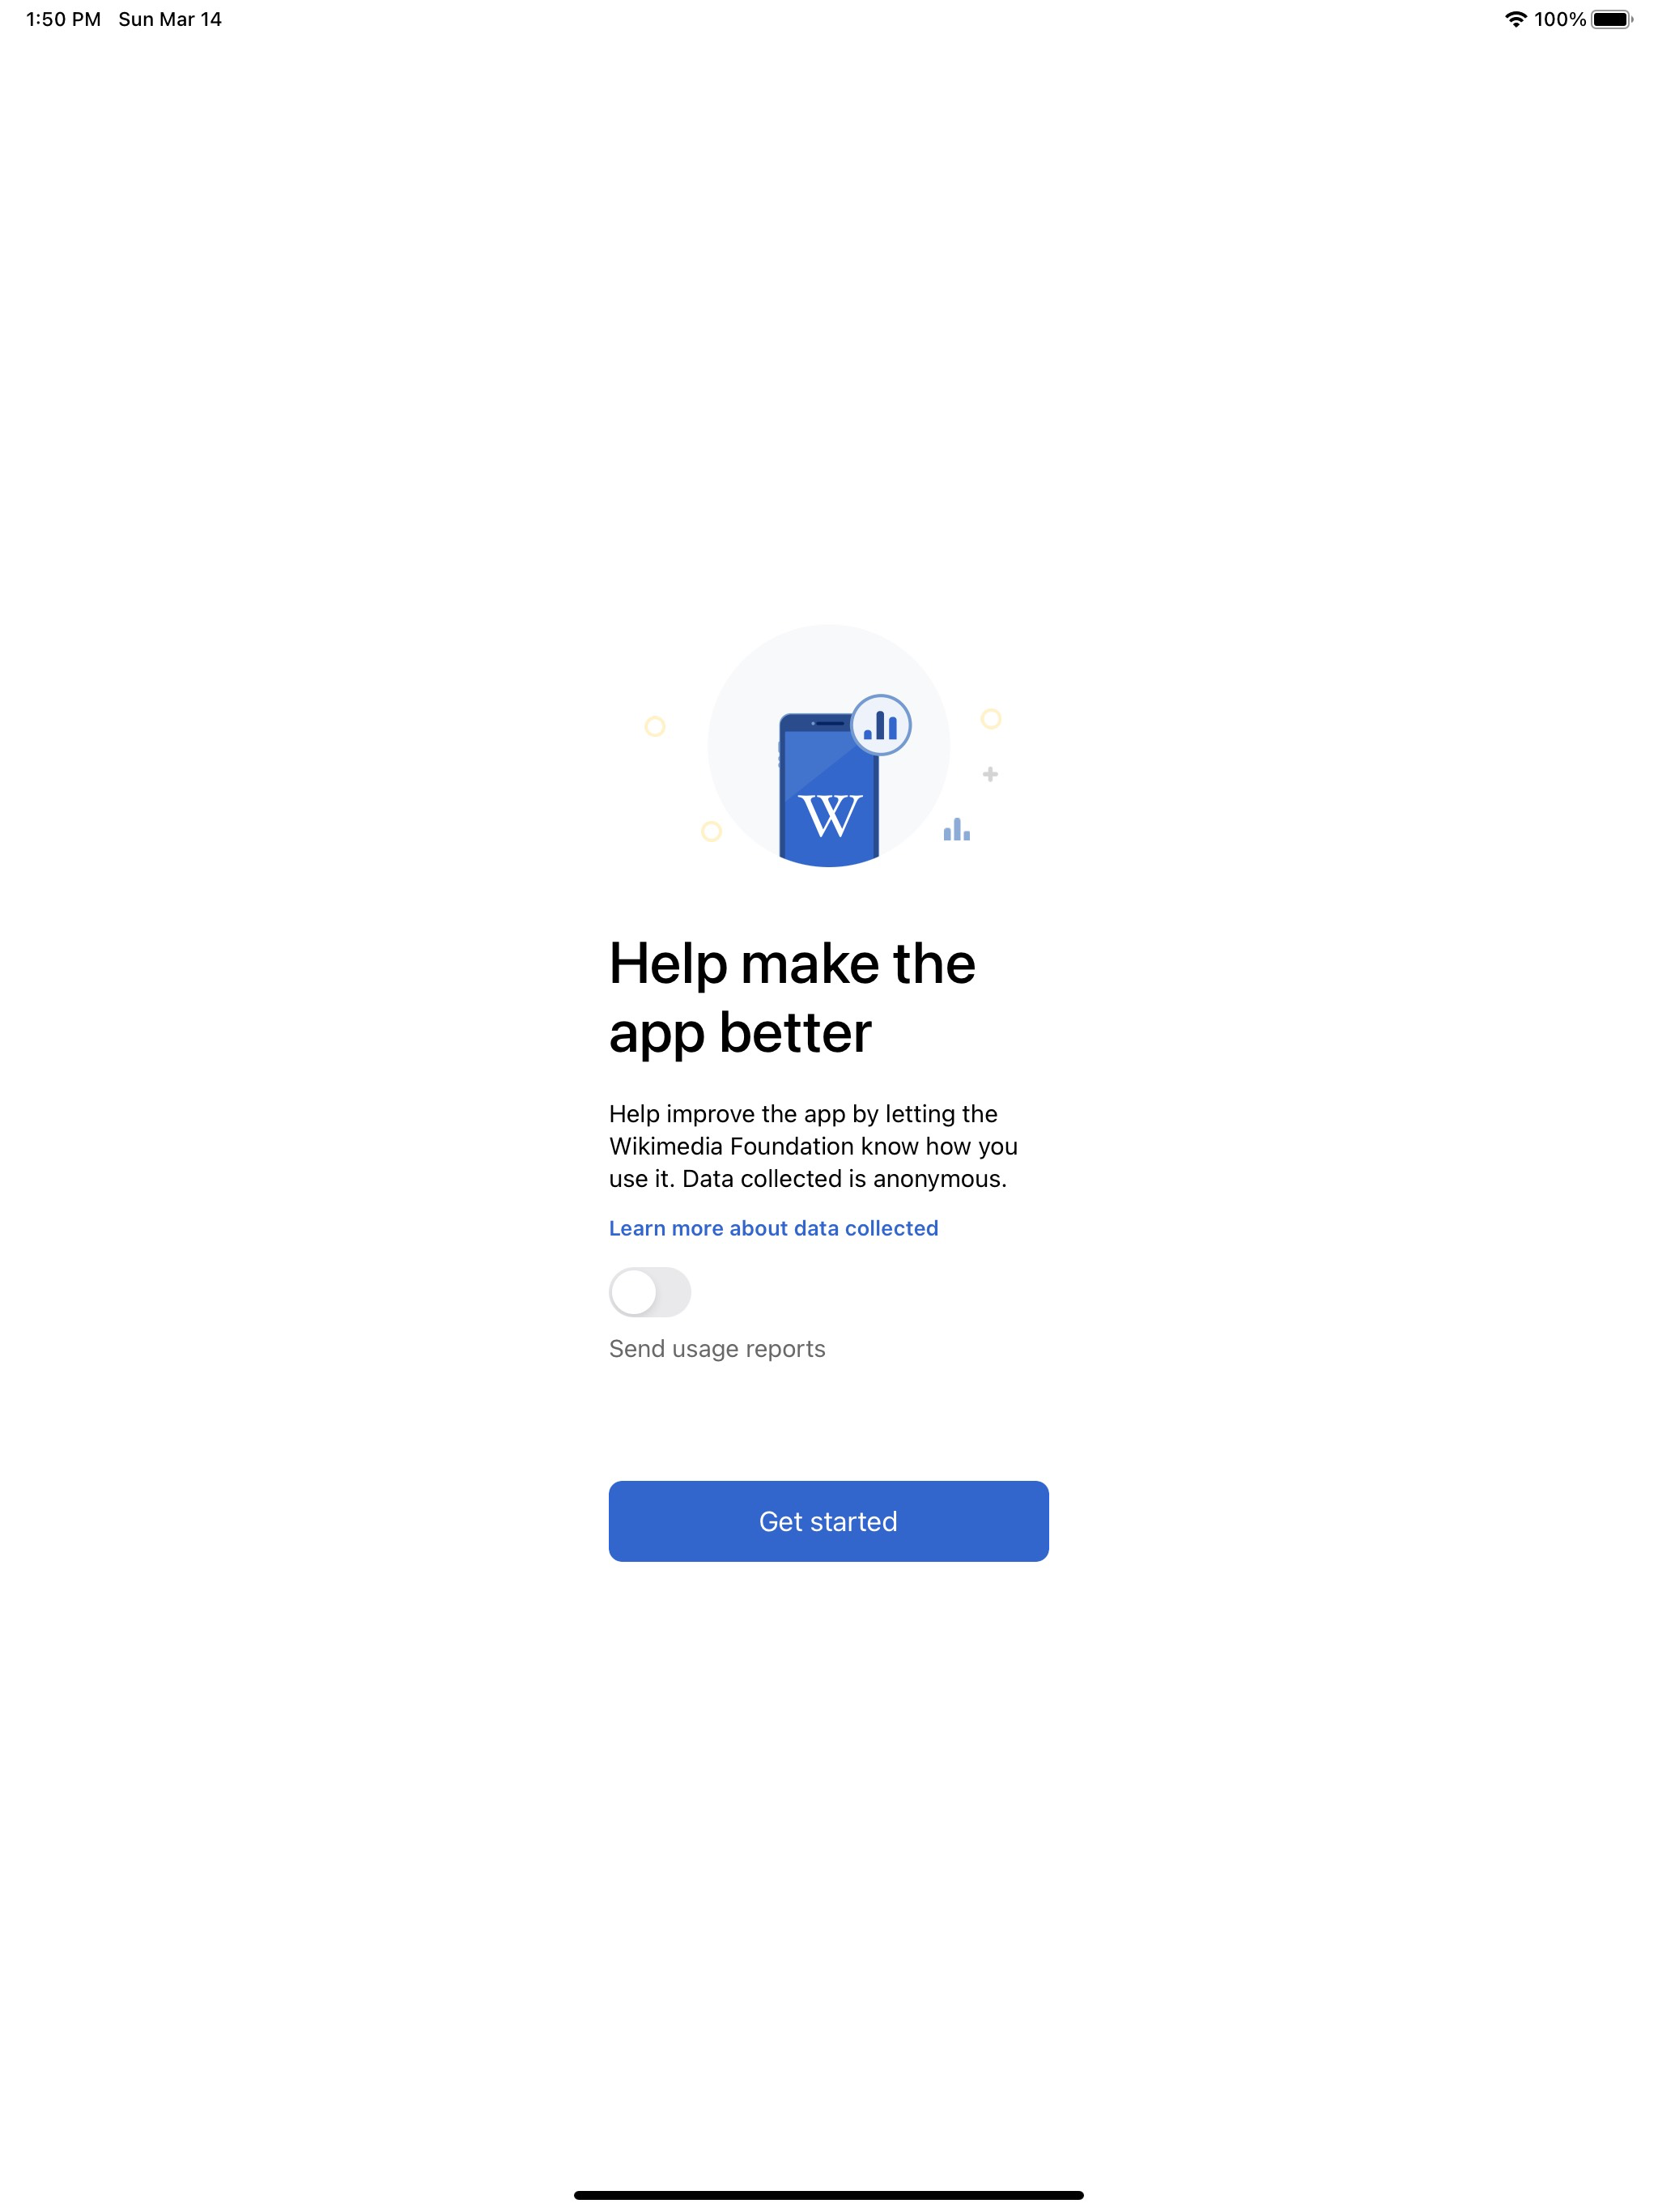 1:50 PM Sun Mar 14 100%
W
Help make the
app better
Help improve the app by letting the
Wikimedia Foundation know how you
use it. Data collected is anonymous.
Learn more about data collected
Send usage reports
Get started